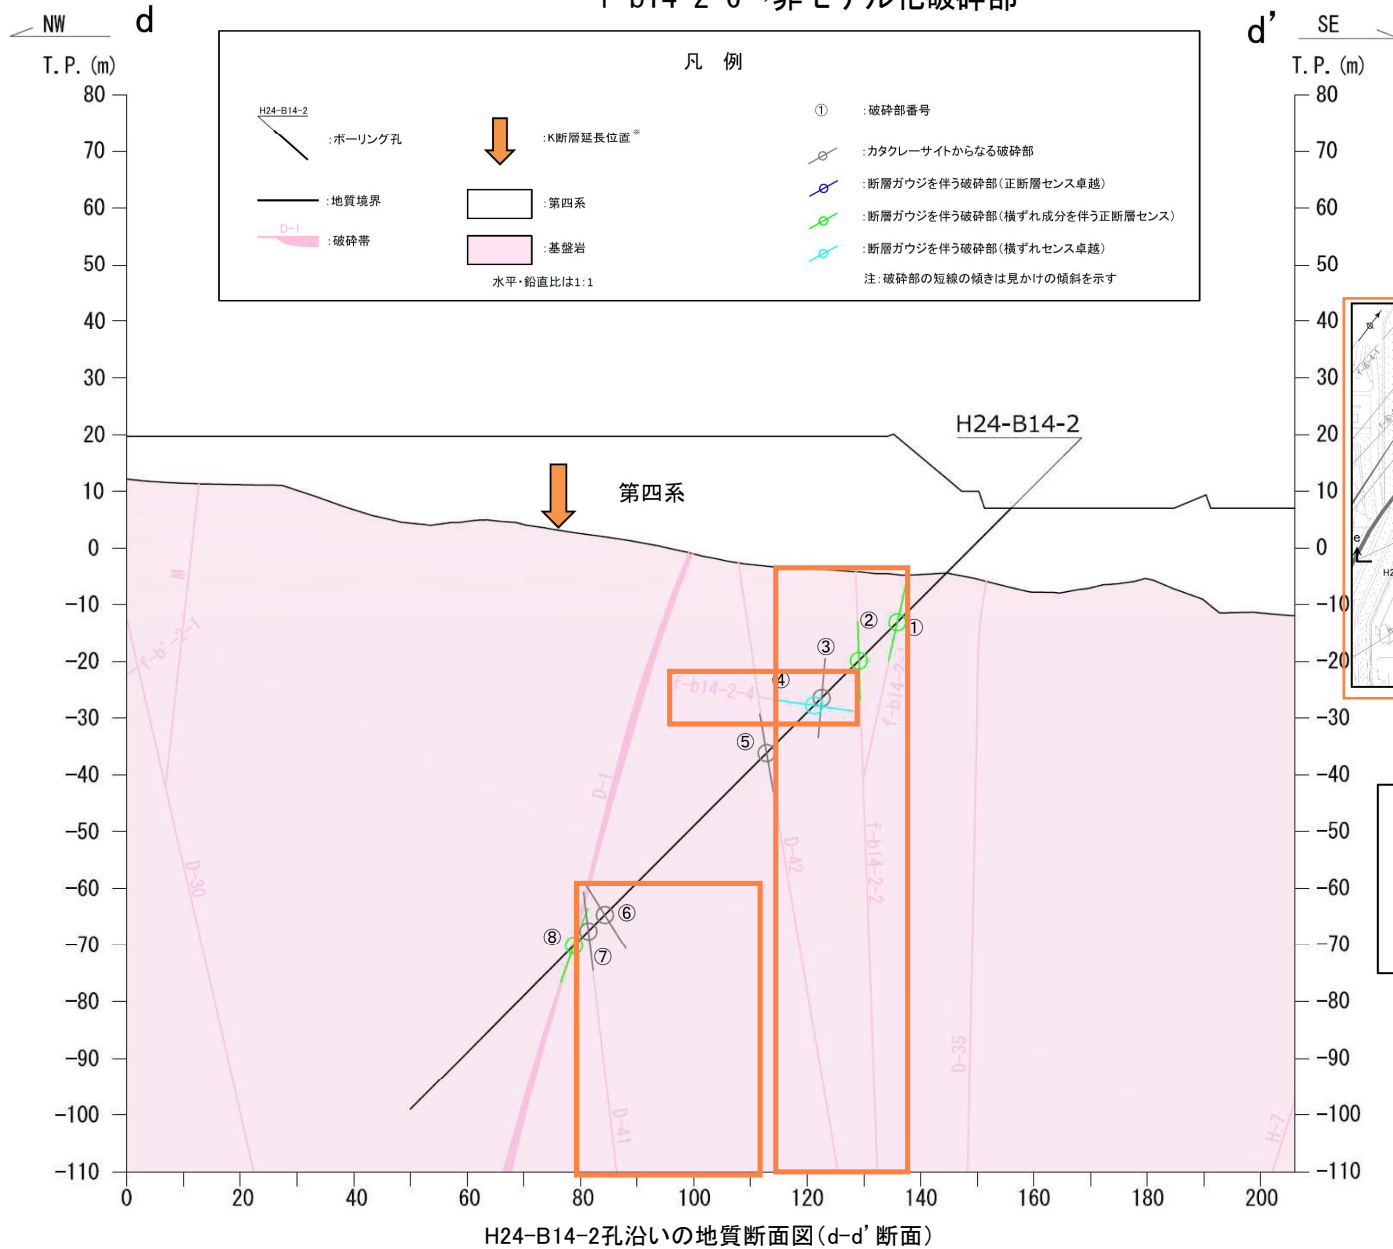 NW
d
d’
SE
T.P.(m)
T.P.(m)
凡 例
H24-B14-2
:ボーリング孔
:地質境界
D-1
:破砕帯
:K断層延長位置※
:第四系
:基盤岩
水平・鉛直比は1:1
① :破砕部番号
:カタクレーサイトからなる破砕部
:断層ガウジを伴う破砕部(正断層センス卓越)
:断層ガウジを伴う破砕部(横ずれ成分を伴う正断層センス)
:断層ガウジを伴う破砕部(横ずれセンス卓越)
注:破砕部の短線の傾きは見かけの傾斜を示す
80
70
60
50
40
30
20
10
0
-10
-20
-30
-40
-50
-60
-70
-80
-90
-100
-110
80
70
60
50
40
30
20
10
0
-10
-20
-30
-40
-50
-60
-70
-80
-90
-100
-110
H24-B14-2
第四系
M
f-b'-2-1
D-30
D-1
f-b14-2-4
①
②
③
④
⑤
⑥
⑦
⑧
f-b14-2-1
f-b14-2-2
D-42
D-41
D-35
H-7
e
0
20
40
60
80
100
120
140
160
180
200
H24-B14-2孔沿いの地質断面図(d-d’断面)